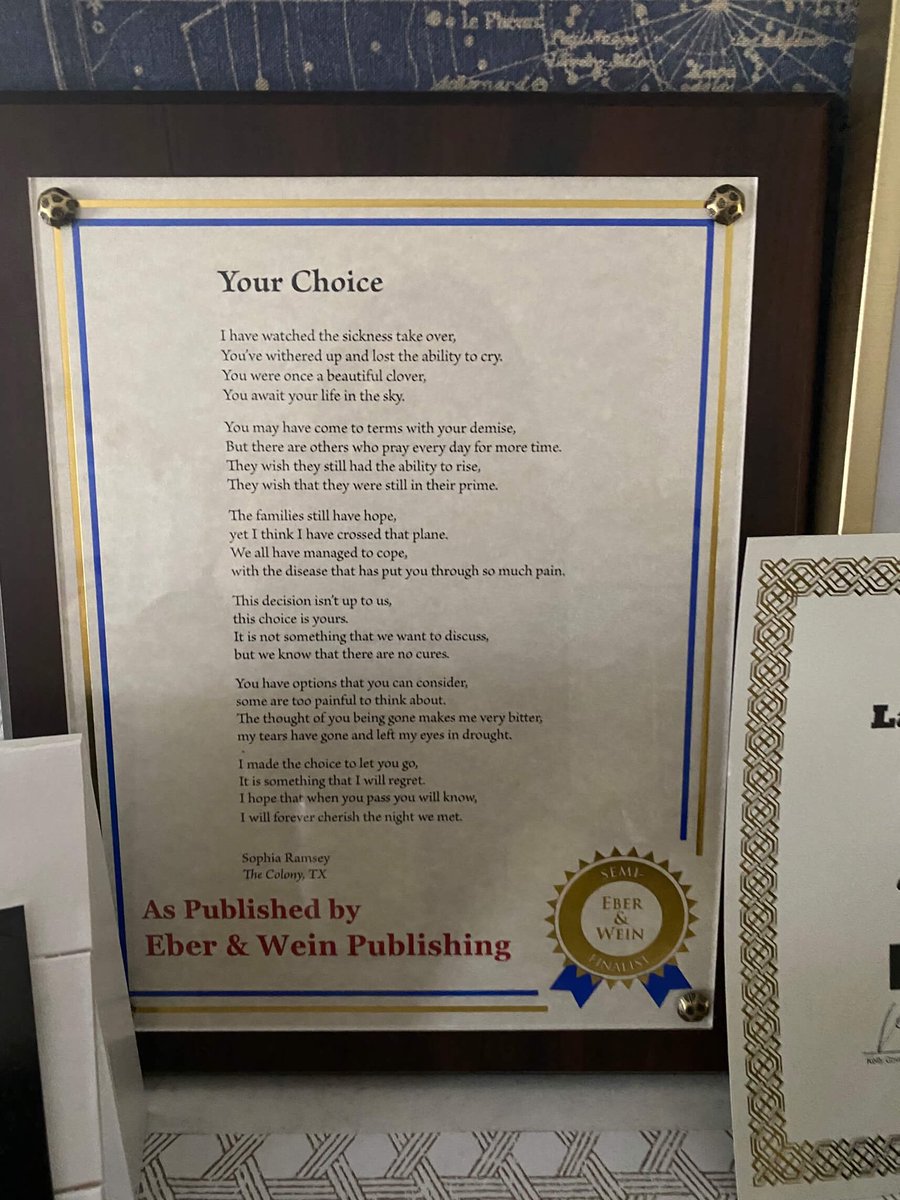 Your Choice
I have watched the sickness take over,
You've withered up and lost the ability to cry.
You were once a beautiful clover,
You await your life in the sky.
You may have come to terms with your demise,
But there are others who pray every day for more time.
They wish they still had the ability to rise,
They wish that they were still in their prime.
The families still have hope,
yet I think I have crossed that plane.
We all have managed to cope,
with the disease that has put you through so much pain.
This decision isn't up to us,
this choice is yours.
It is not something that we want to discuss,
but we know that there are no cures.
You have options that you can consider,
some are too painful to think about.
The thought of you being gone makes me very bitter,
my tears have gone and left my eyes in drought.
I made the choice to let you go,
It is something that I will regret.
I hope that when you pass you will know,
I will forever cherish the night we met.
Sophia Ramsey
The Colony, TX
As Published by
Eber & Wein Publishing
SEMI-
EBER
&
WEIN
FINALIST